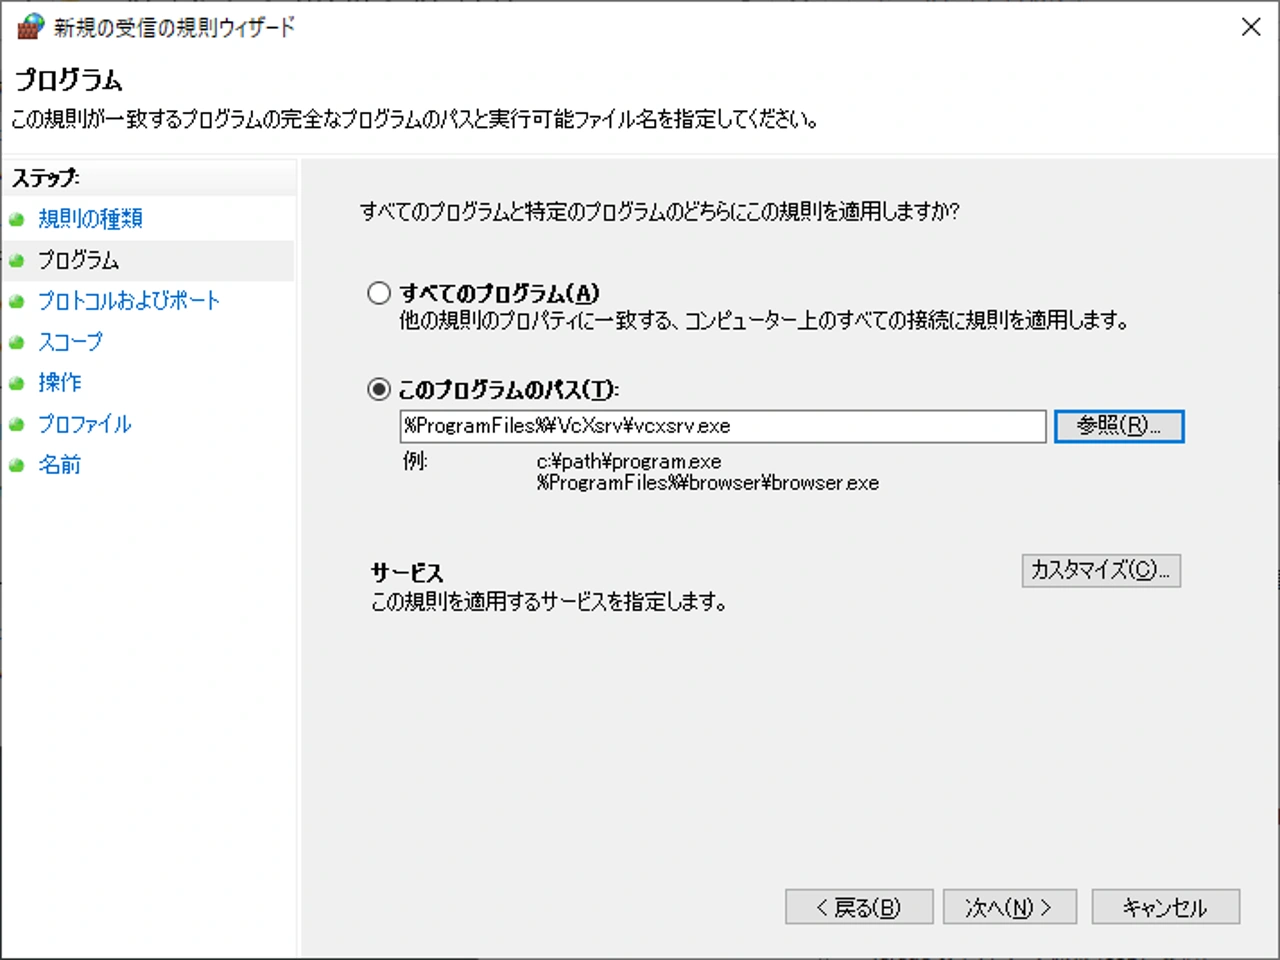 新規の受信の規則ウィザード
プログラム
この規則が一致するプログラムの完全なプログラムのパスと実行可能ファイル名を指定してください。
ステップ:
規則の種類
プログラム
プロトコルおよびポート
スコープ
操作
プロファイル
名前
すべてのプログラムと特定のプログラムのどちらにこの規則を適用しますか?
すべてのプログラム(A)
他の規則のプロパティに一致する、コンピューター上のすべての接続に規則を適用します。
このプログラムのパス(T):
%ProgramFiles%¥VcXsrv¥vcxsrv.exe
参照(R)...
例: c:¥path¥program.exe
%ProgramFiles%¥browser¥browser.exe
サービス
カスタマイズ(C)...
この規則を適用するサービスを指定します。
< 戻る(B) 次へ(N) > キャンセル